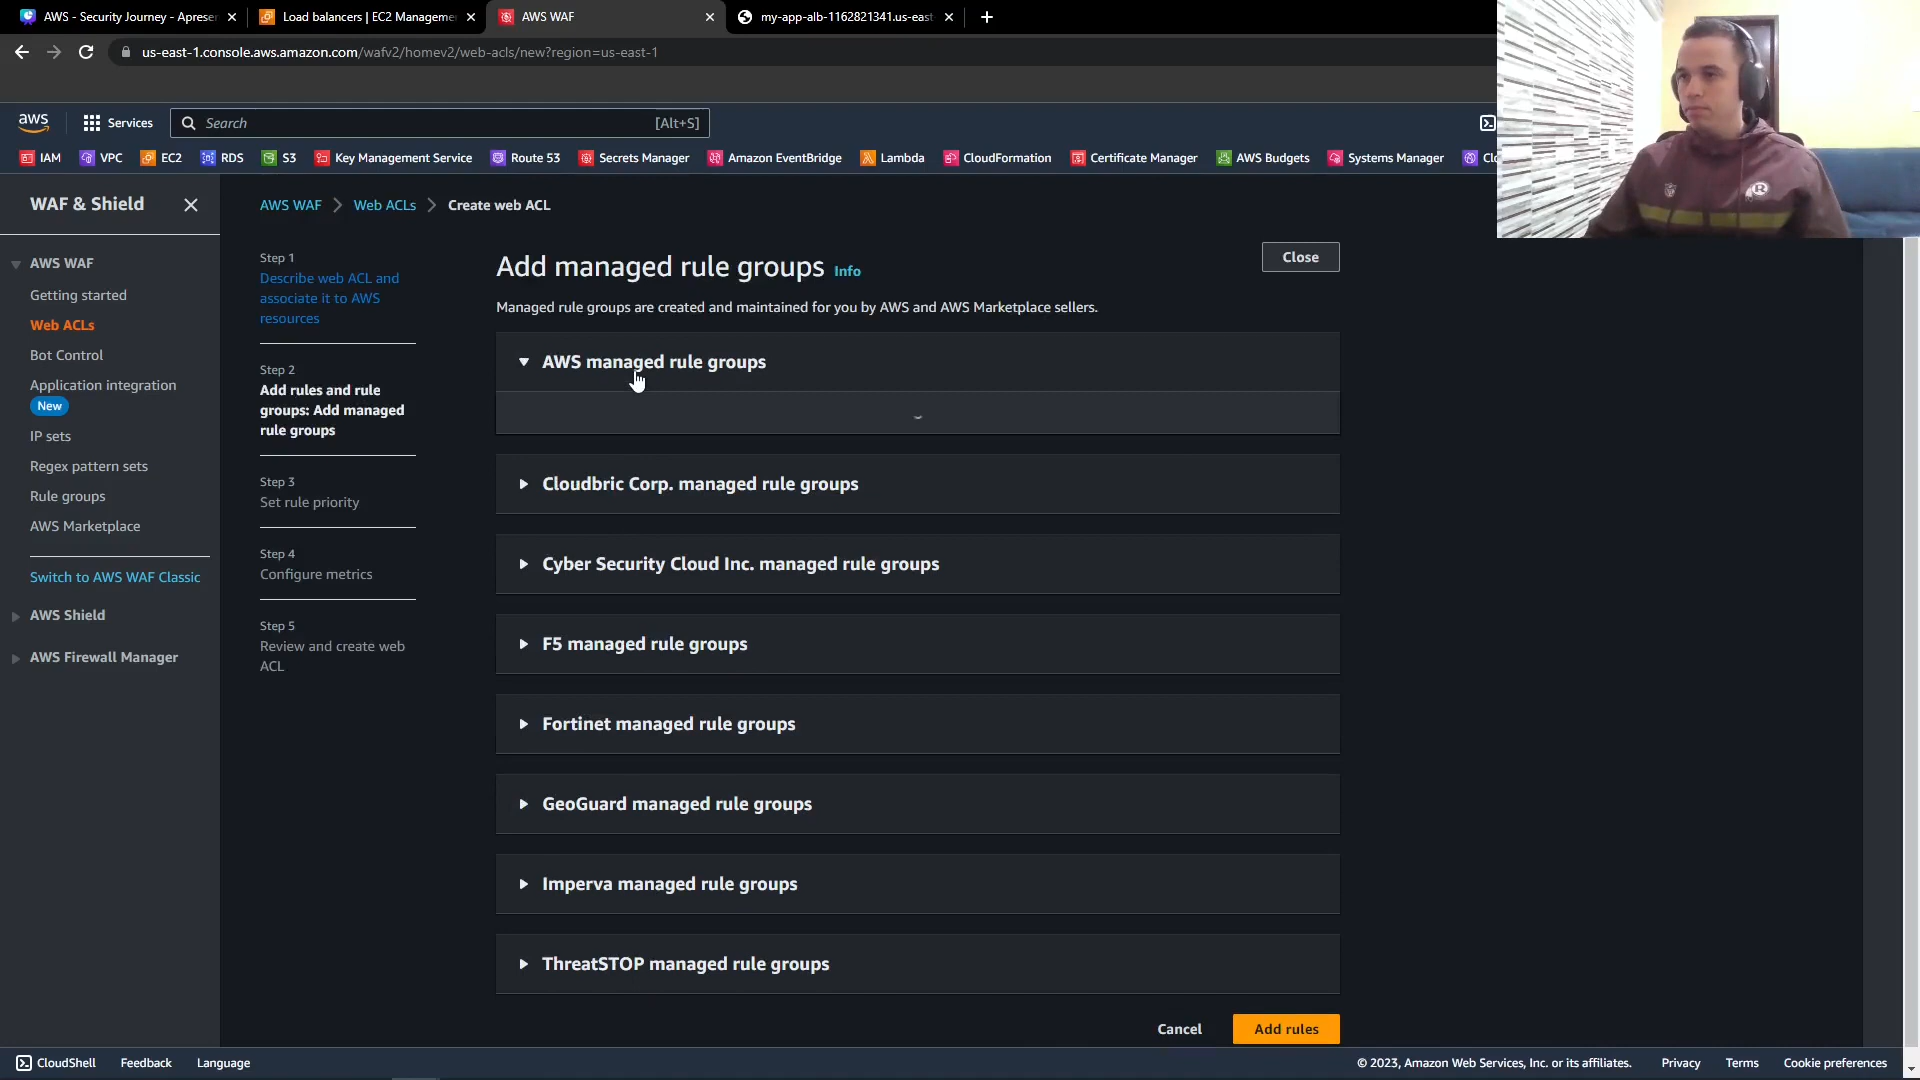 AWS - Security Journey - Apreser
Load balancers | EC2 Manageme
AWS WAF
my-app-alb-1162821341.us-east
us-east-1.console.aws.amazon.com/wafv2/homev2/web-acls/new?region=us-east-1
aws
Services
Search
[Alt+S]
IAM
VPC
EC2
RDS
S3
Key Management Service
Route 53
Secrets Manager
Amazon EventBridge
Lambda
CloudFormation
Certificate Manager
AWS Budgets
Systems Manager
Clo
WAF & Shield
AWS WAF
Getting started
Web ACLs
Bot Control
Application integration
New
IP sets
Regex pattern sets
Rule groups
AWS Marketplace
Switch to AWS WAF Classic
AWS Shield
AWS Firewall Manager
AWS WAF
Web ACLs
Create web ACL
Step 1
Describe web ACL and
associate it to AWS
resources
Step 2
Add rules and rule
groups: Add managed
rule groups
Step 3
Set rule priority
Step 4
Configure metrics
Step 5
Review and create web
ACL
Add managed rule groups Info
Close
Managed rule groups are created and maintained for you by AWS and AWS Marketplace sellers.
AWS managed rule groups
Cloudbric Corp. managed rule groups
Cyber Security Cloud Inc. managed rule groups
F5 managed rule groups
Fortinet managed rule groups
GeoGuard managed rule groups
Imperva managed rule groups
ThreatSTOP managed rule groups
Cancel
Add rules
CloudShell
Feedback
Language
© 2023, Amazon Web Services, Inc. or its affiliates.
Privacy
Terms
Cookie preferences